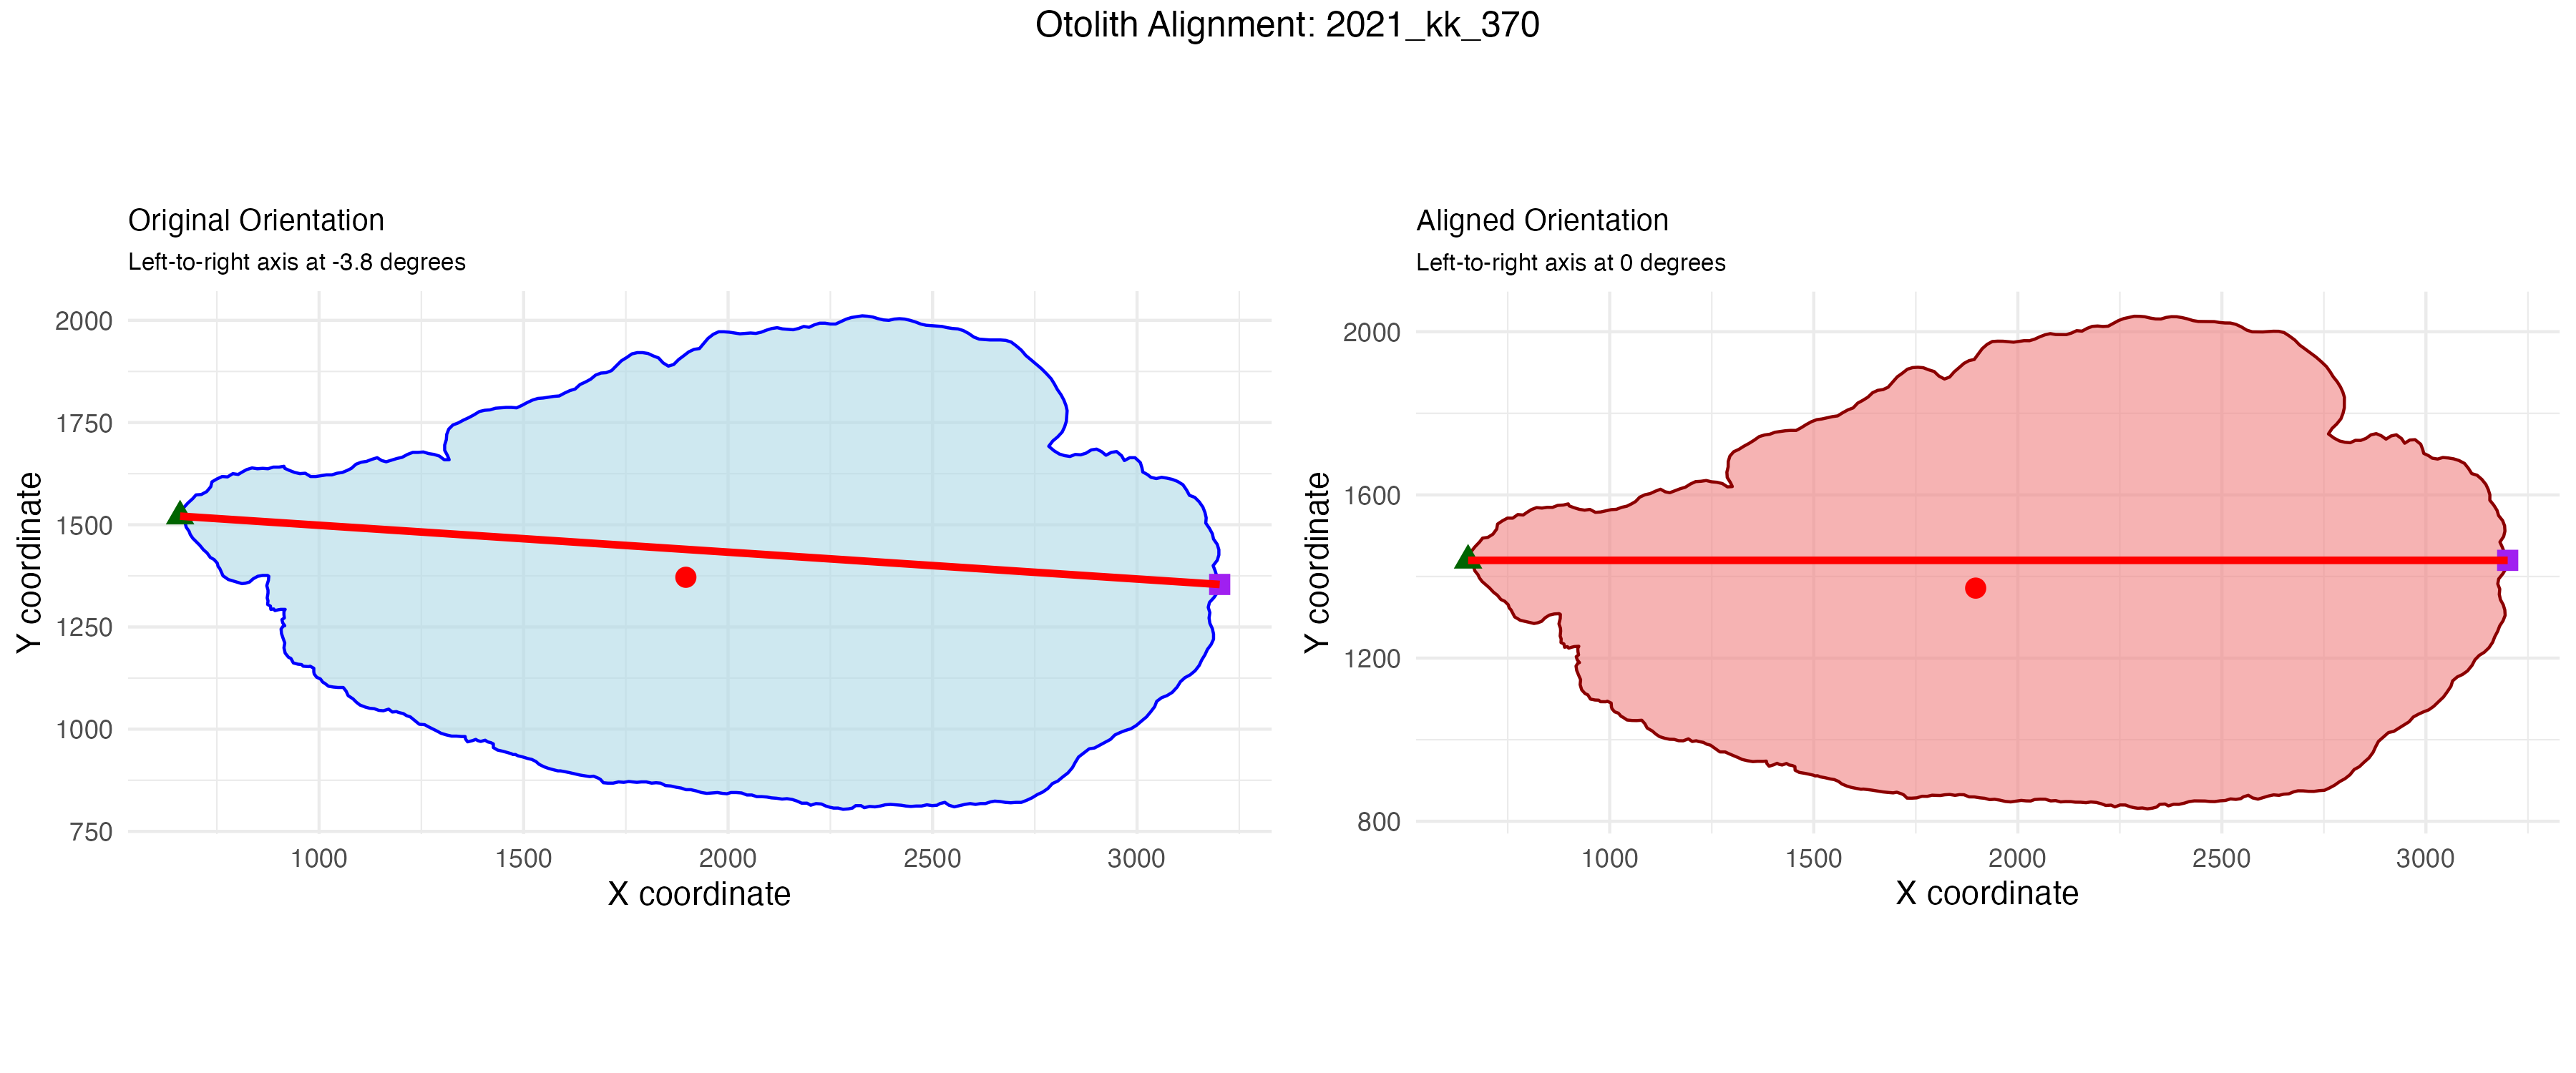 Otolith Alignment: 2021_kk_370
Original Orientation
Left-to-right axis at -3.8 degrees
2000
1750
1500
1250
1000
750
Y coordinate
1000 1500 2000 2500 3000
X coordinate
Aligned Orientation
Left-to-right axis at 0 degrees
2000
1600
1200
800
Y coordinate
1000 1500 2000 2500 3000
X coordinate